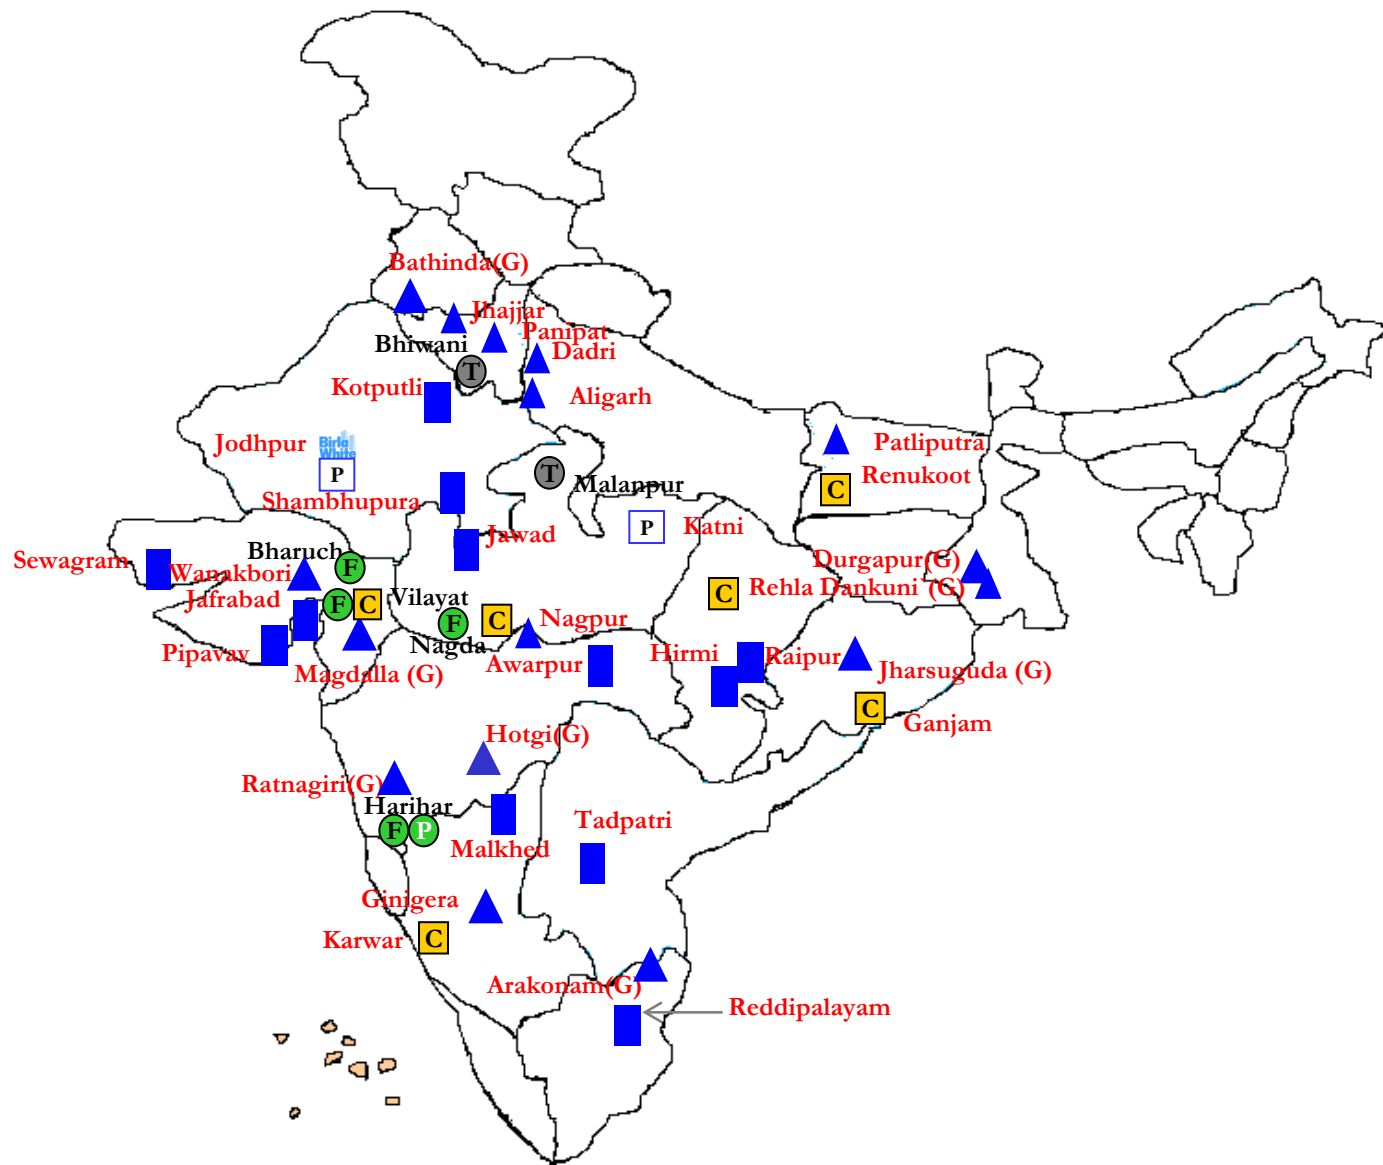 Bathinda(G)
Jhajjar
Panipat
Bhiwani
Dadri
T
Kotputli
Aligarh
Jodhpur
Birla
White
P
Patliputra
T
Malanpur
Renukoot
C
Shambhupura
P
Katni
Jawad
Sewagram
Bharuch
F
Wanakbori
Durgapur(G)
Rehla
Dankuni (G)
C
Jafrabad
F
C
Vilayat
F
C
Nagda
Nagpur
Pipavav
Magdalla (G)
Awarpur
Hirmi
Raipur
Jharsuguda (G)
C
Ganjam
Hotgi(G)
Ratnagiri(G)
Harihar
F
P
Malkhed
Tadpatri
Ginigera
Karwar
C
Arakonam(G)
Reddipalayam